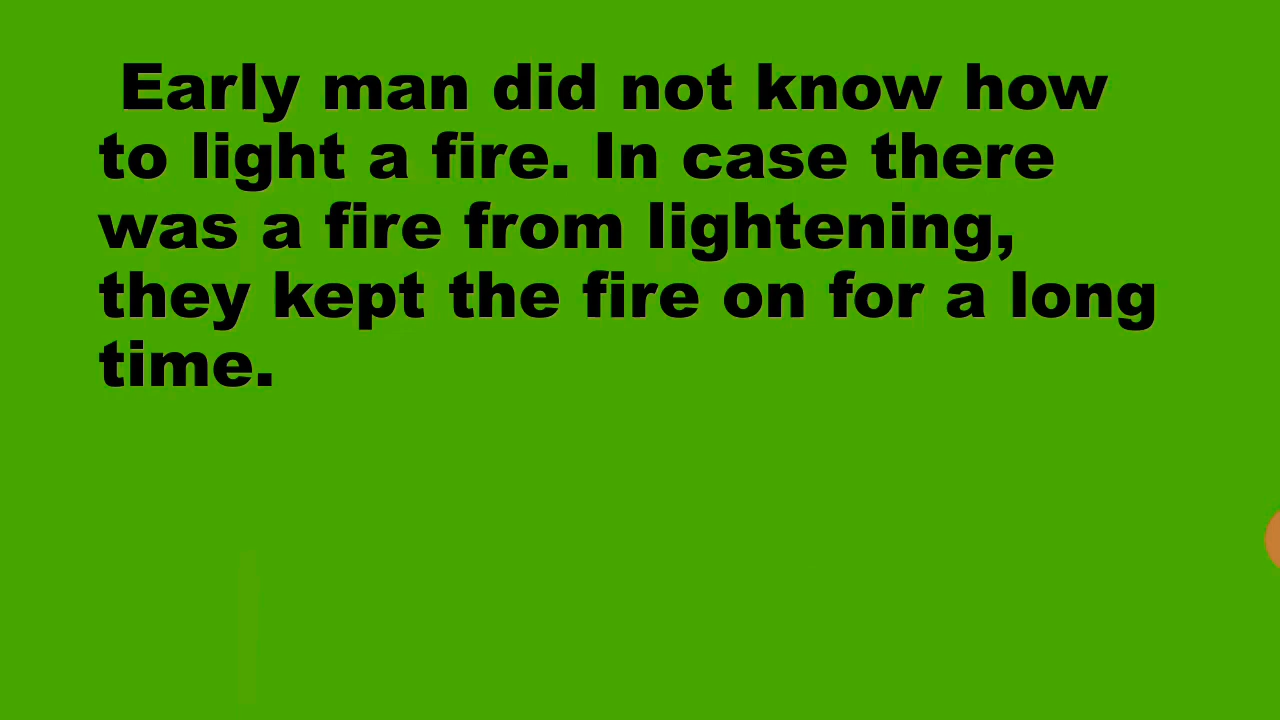 Early man did not know how
to light a fire. In case there
was a fire from lightening,
they kept the fire on for a long
time.